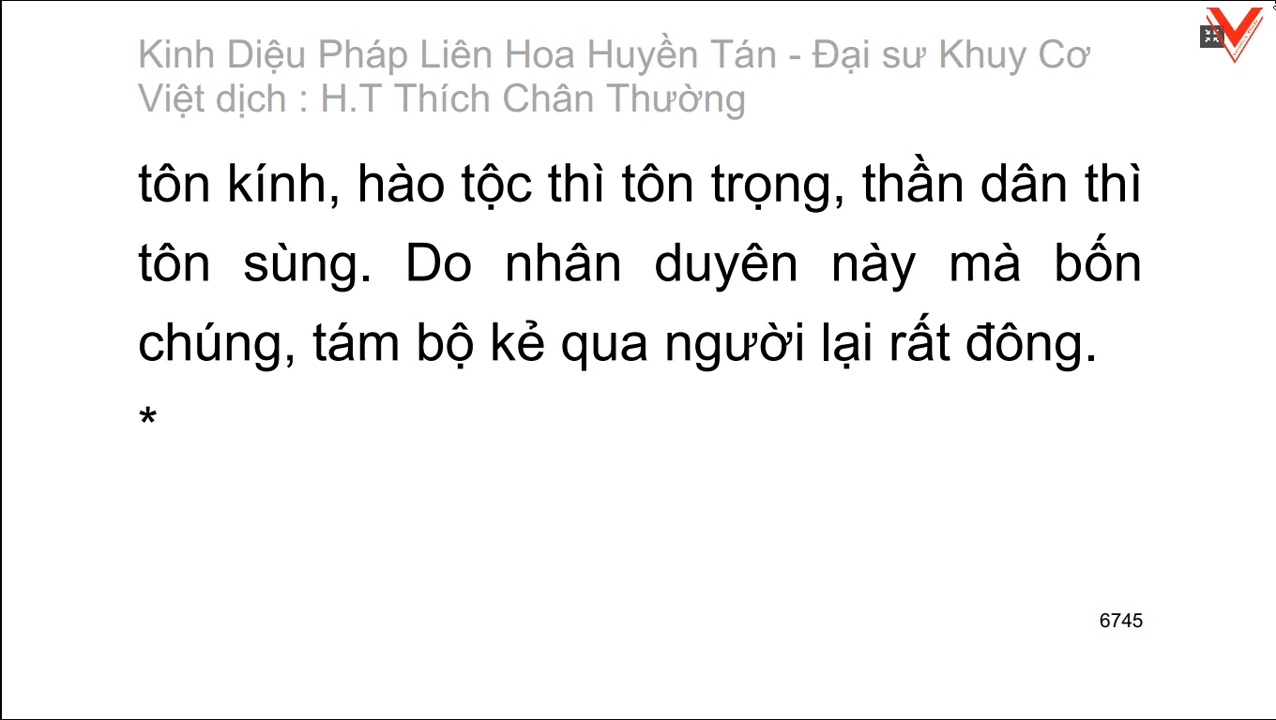 Kinh Diệu Pháp Liên Hoa Huyền Tán - Đại sư Khuy Cơ
Việt dịch : H.T Thích Chân Thường
tôn kính, hào tộc thì tôn trọng, thần dân thì
tôn sùng. Do nhân duyên này mà bốn
chúng, tám bộ kẻ qua người lại rất đông.
*
6745